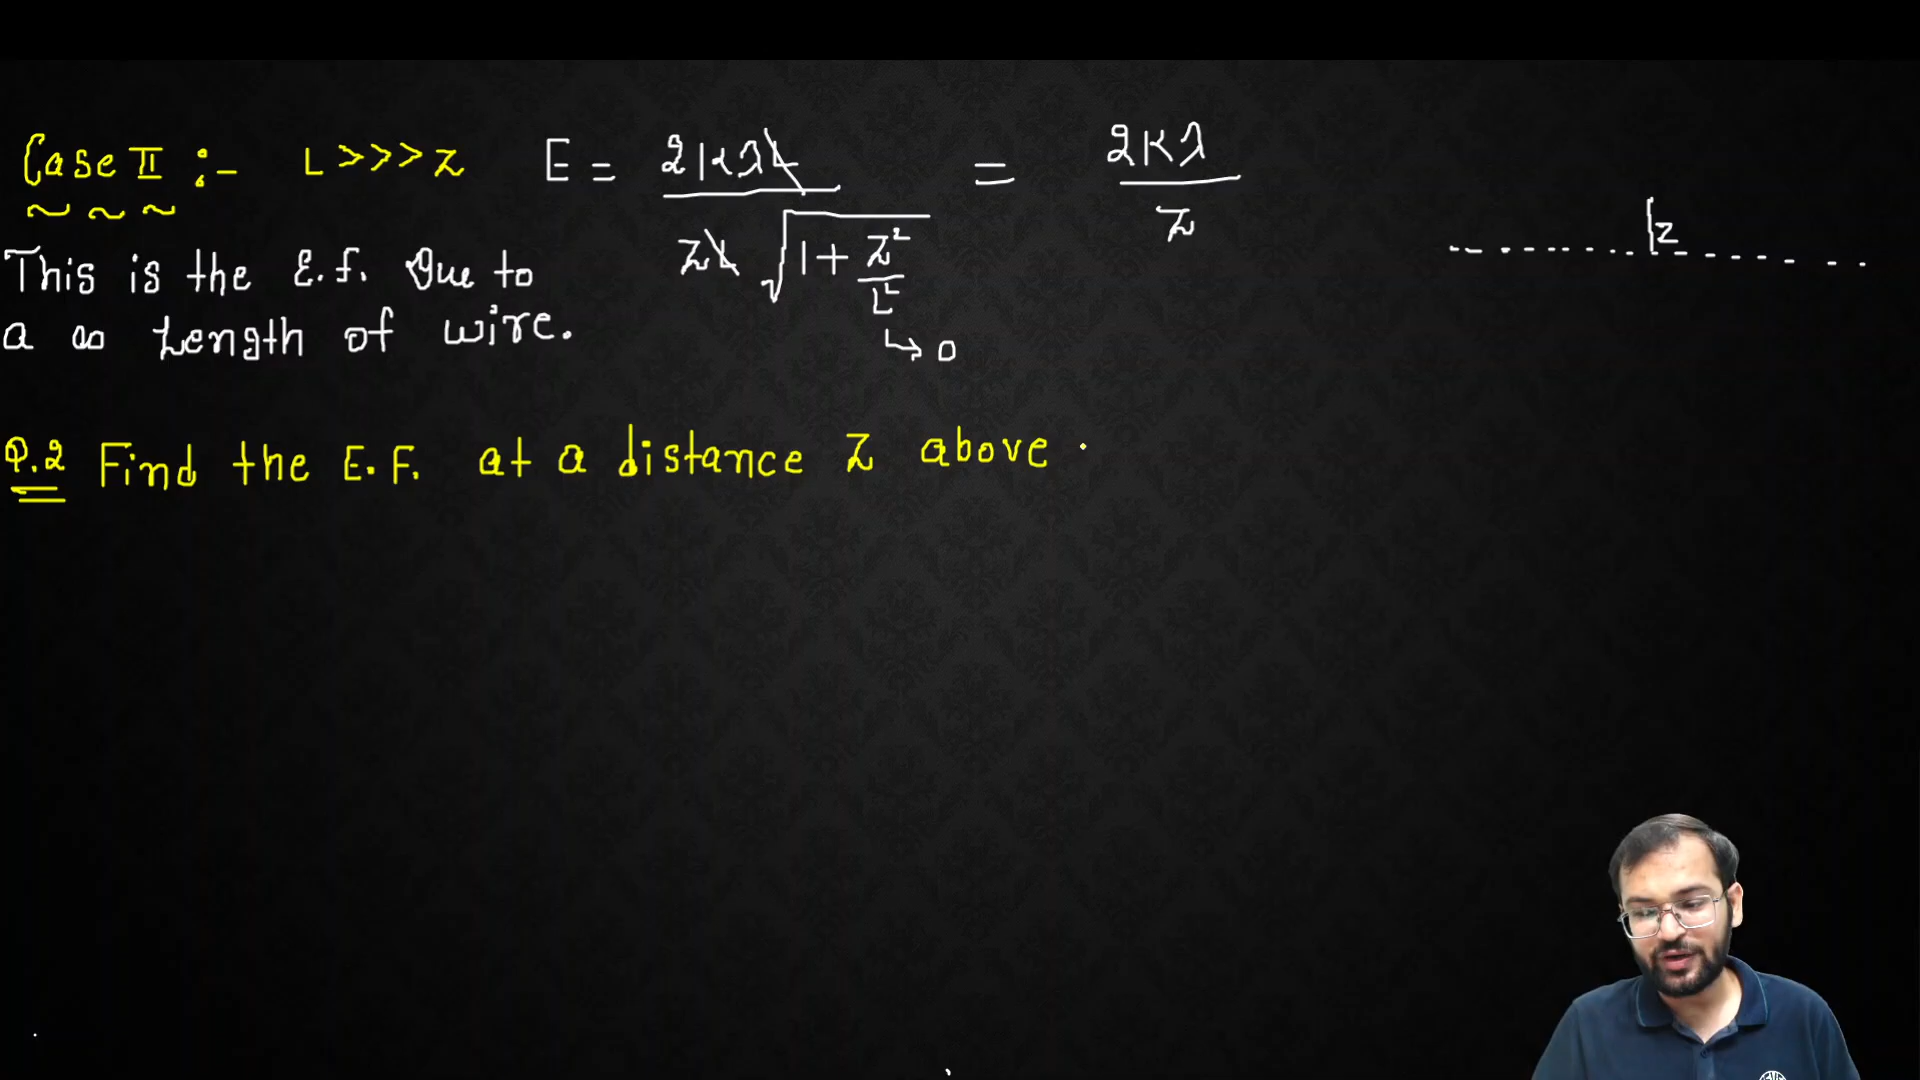 Case II :- L >>> z E = 2kλL / zL √(1 + z²/L²) = 2kλ / z
↳ 0
z
This is the E.f. Due to
a ∞ Length of wire.
Q.2 Find the E.F. at a distance z above